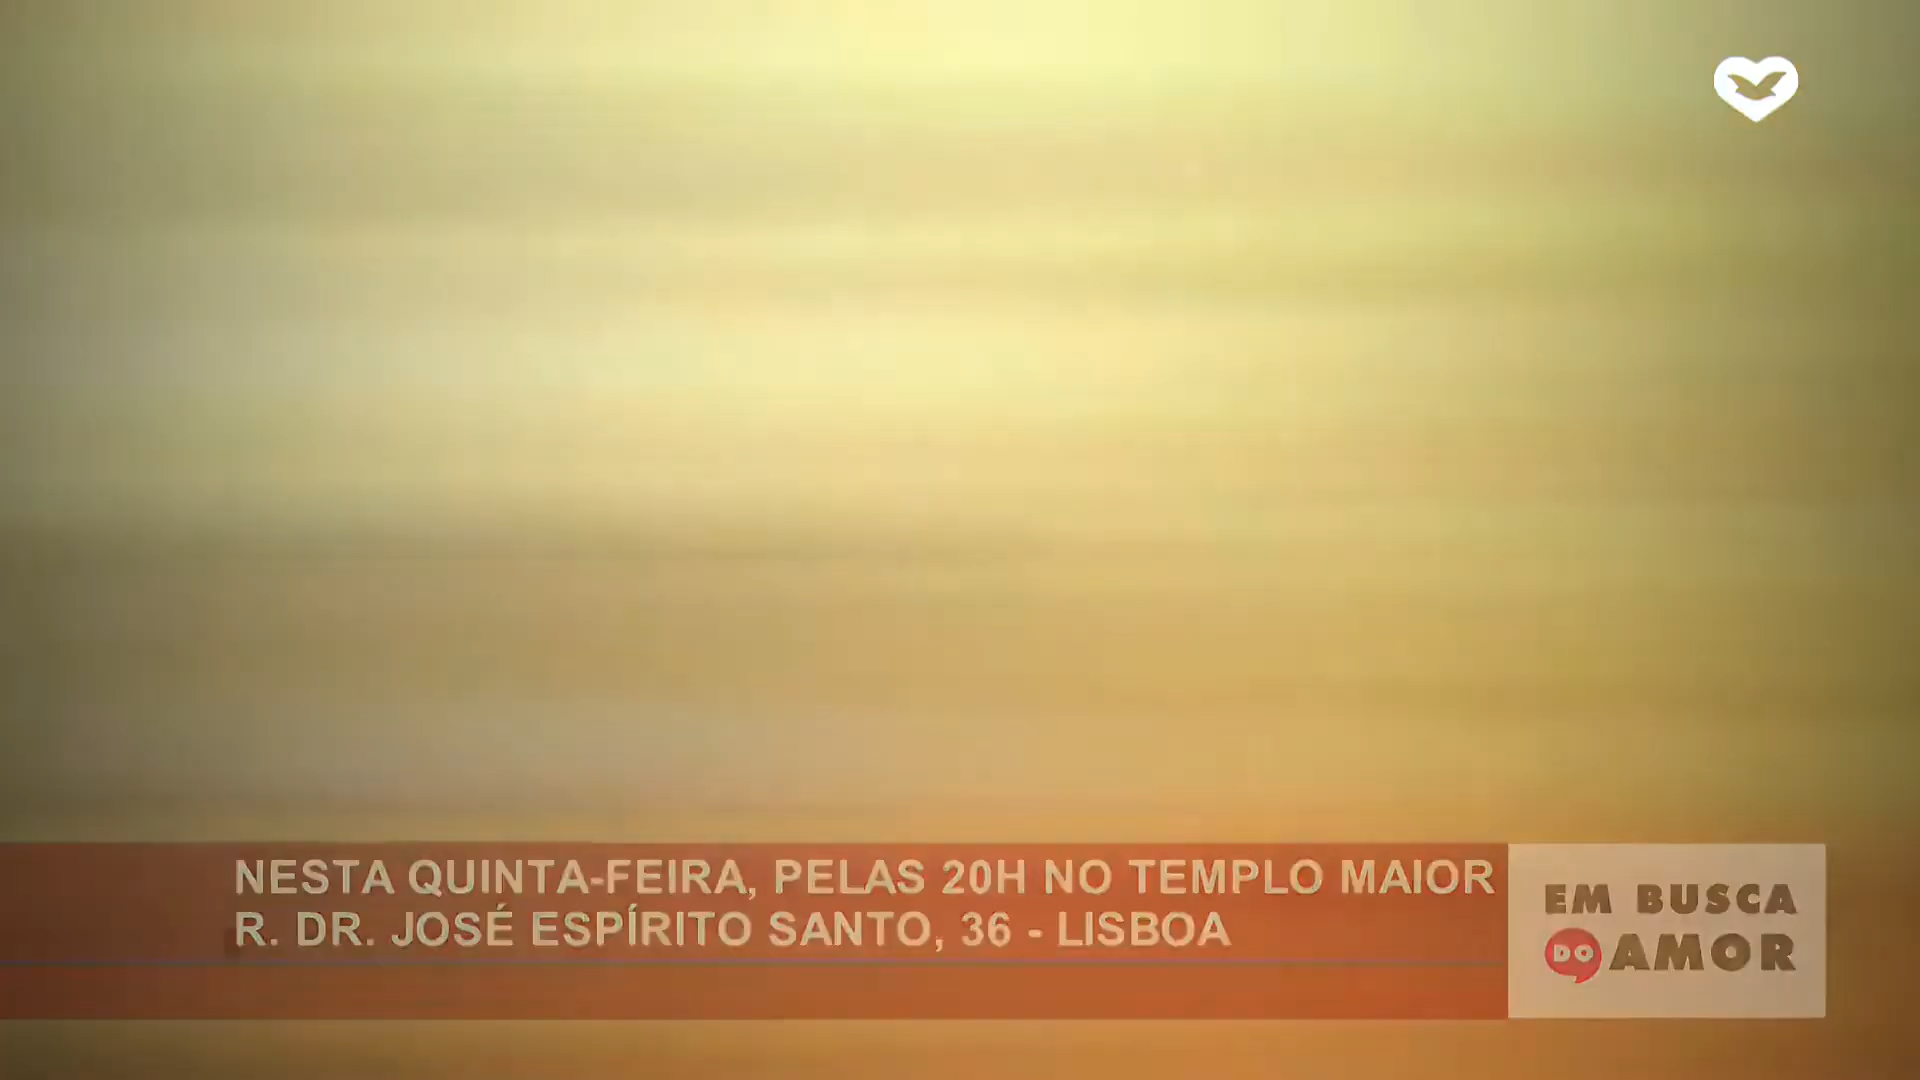 NESTA QUINTA-FEIRA, PELAS 20H NO TEMPLO MAIOR
R. DR. JOSÉ ESPÍRITO SANTO, 36 - LISBOA
EM BUSCA
DO AMOR